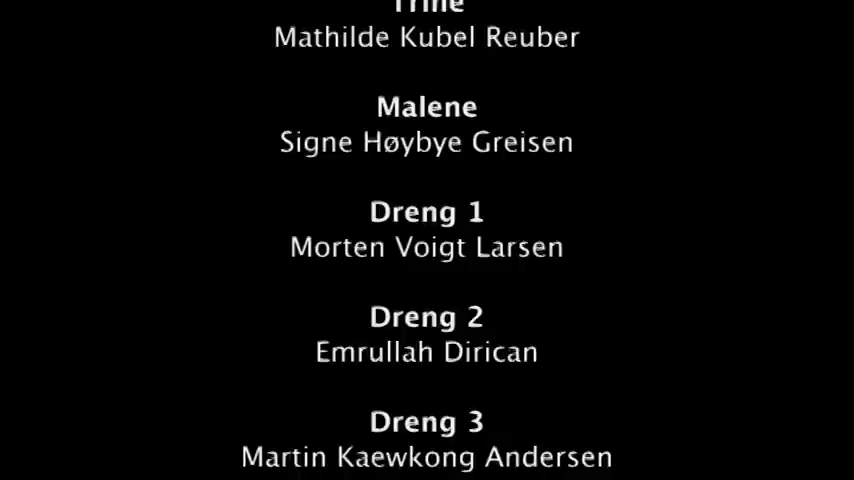 Trine
Mathilde Kubel Reuber
Malene
Signe Høybye Greisen
Dreng 1
Morten Voigt Larsen
Dreng 2
Emrullah Dirican
Dreng 3
Martin Kaewkong Andersen